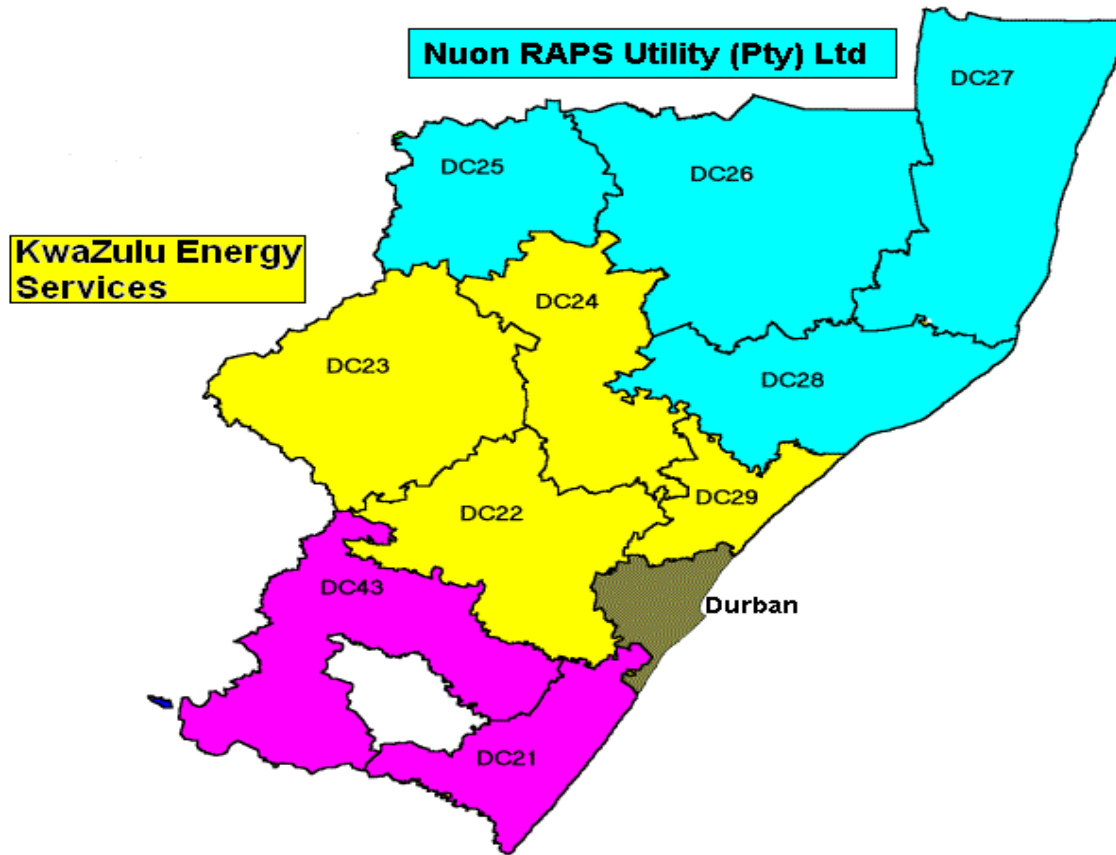 Nuon RAPS Utility (Pty) Ltd
DC27
DC25
DC26
KwaZulu Energy
Services
DC24
DC23
DC28
DC29
DC22
DC43
Durban
DC21